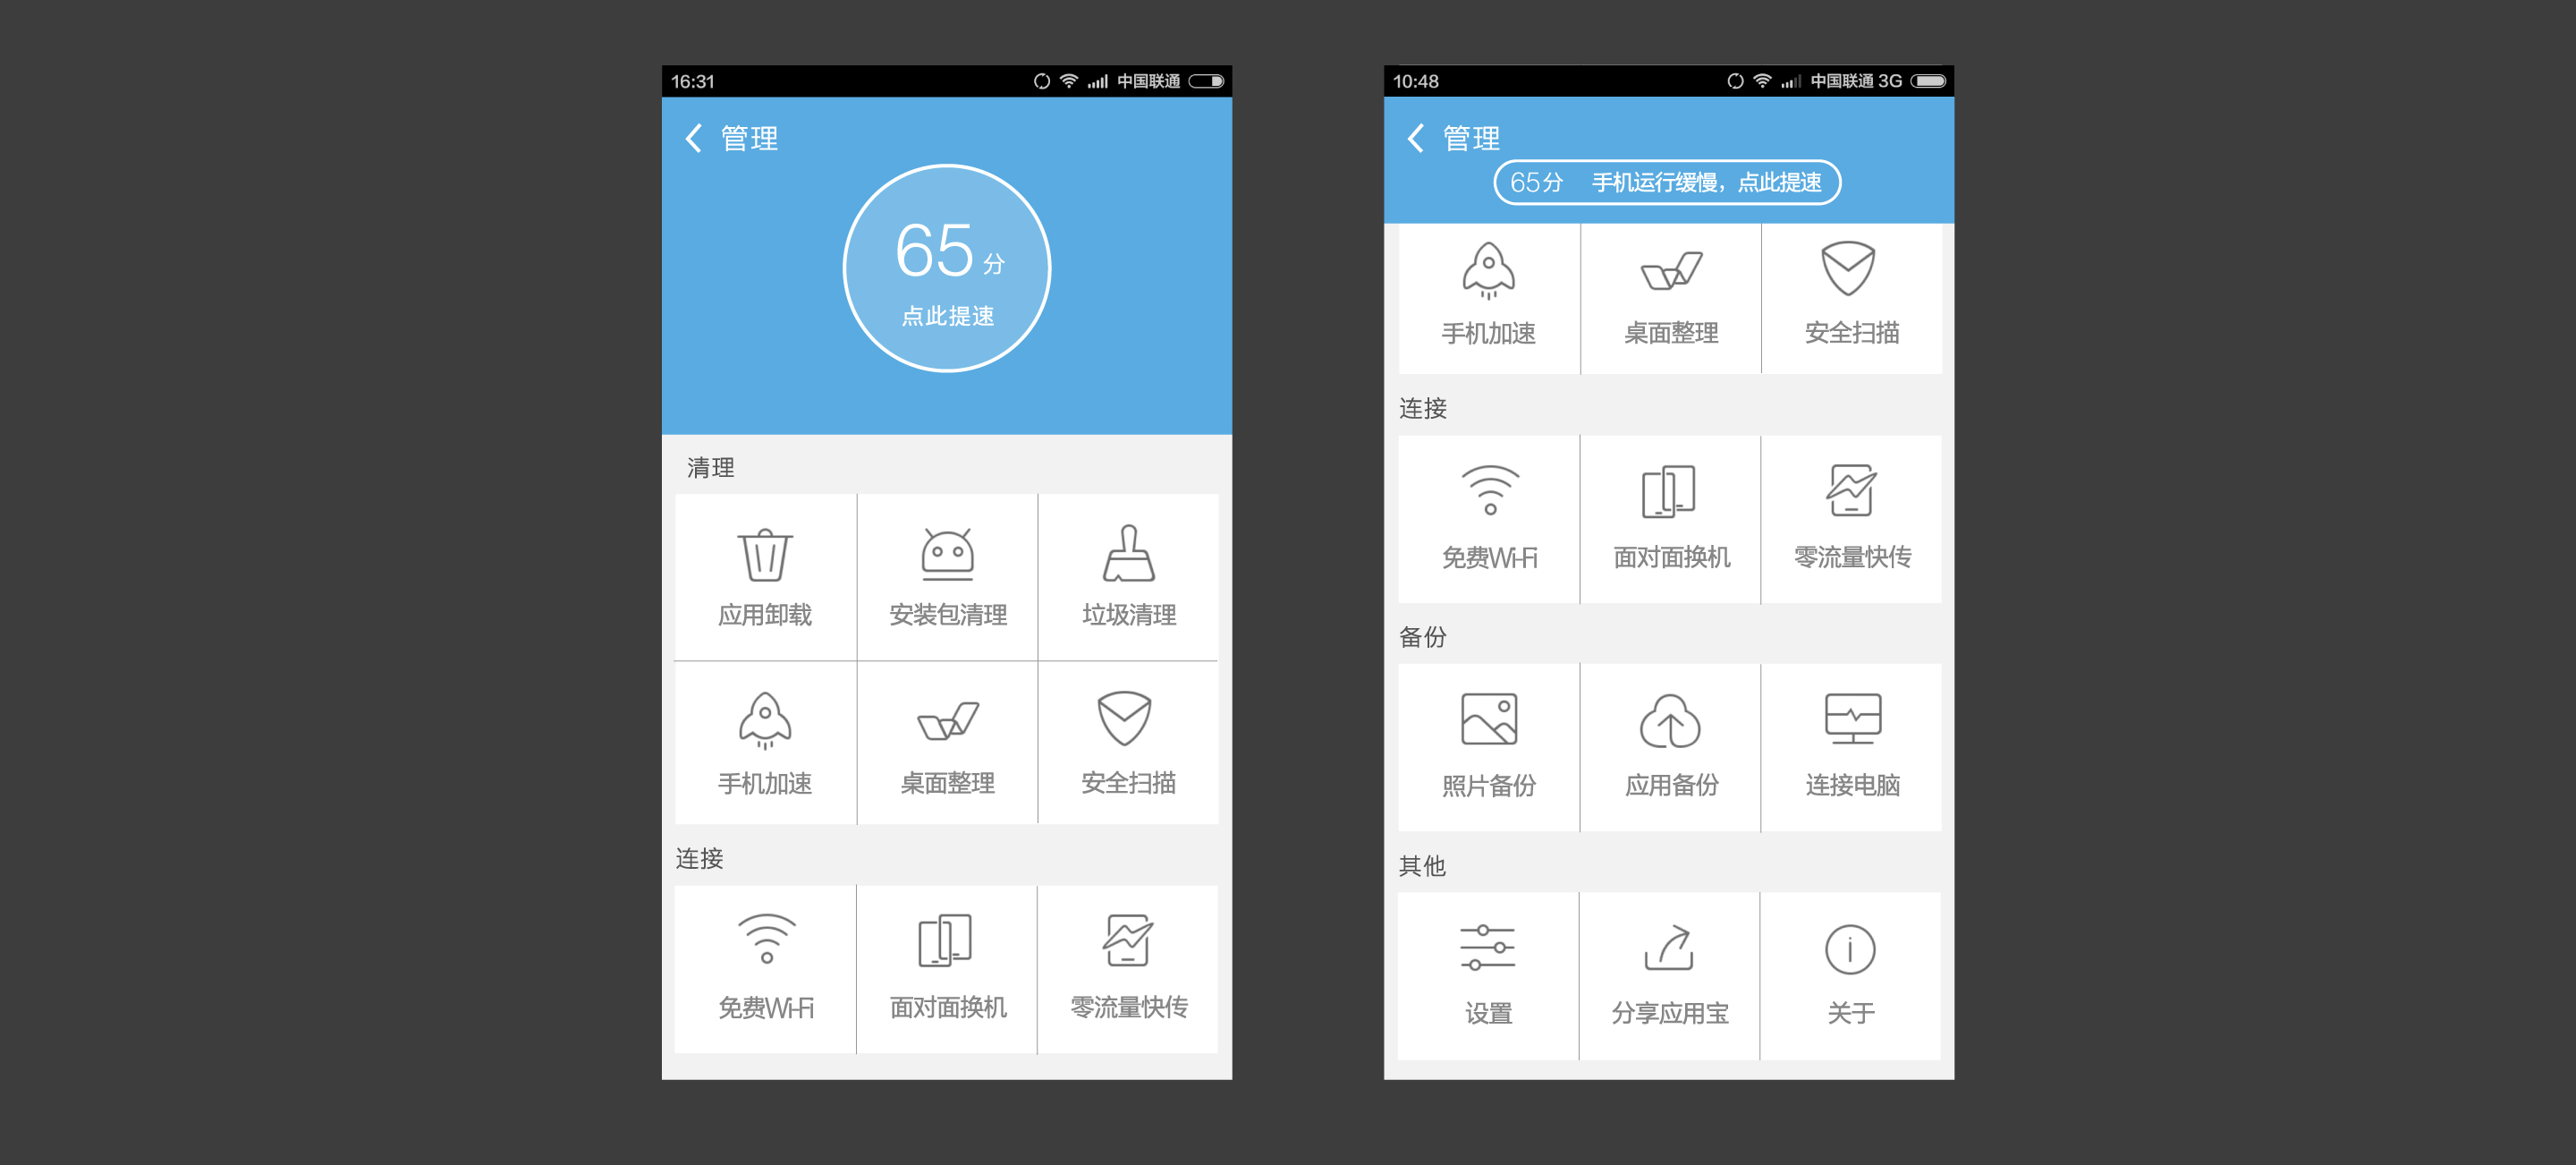 16:31 中国联通
管理
65 分
点此提速
清理
应用卸载 安装包清理 垃圾清理
手机加速 桌面整理 安全扫描
连接
免费Wi-Fi 面对面换机 零流量快传
10:48 中国联通 3G
管理
65分 手机运行缓慢，点此提速
手机加速 桌面整理 安全扫描
连接
免费Wi-Fi 面对面换机 零流量快传
备份
照片备份 应用备份 连接电脑
其他
设置 分享应用宝 关于